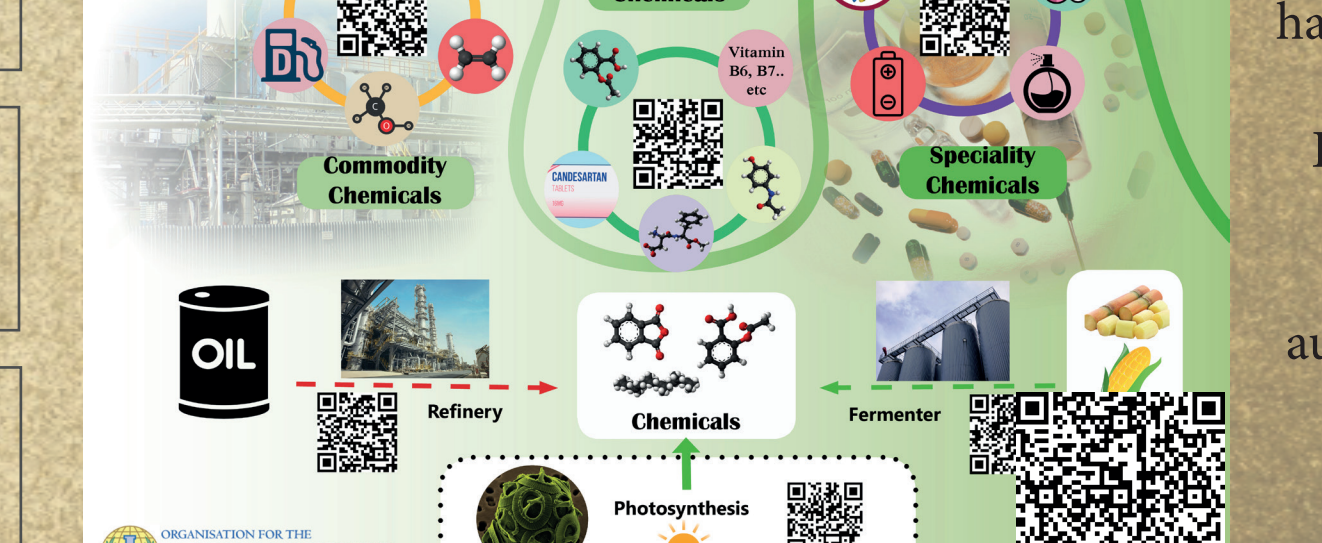 Vitamin
B6, B7..
etc
D
C
O
CANDESARTAN
TABLETS
Commodity
Chemicals
Speciality
Chemicals
OIL
Refinery
Chemicals
Fermenter
Photosynthesis
ORGANISATION FOR THE
ha
au